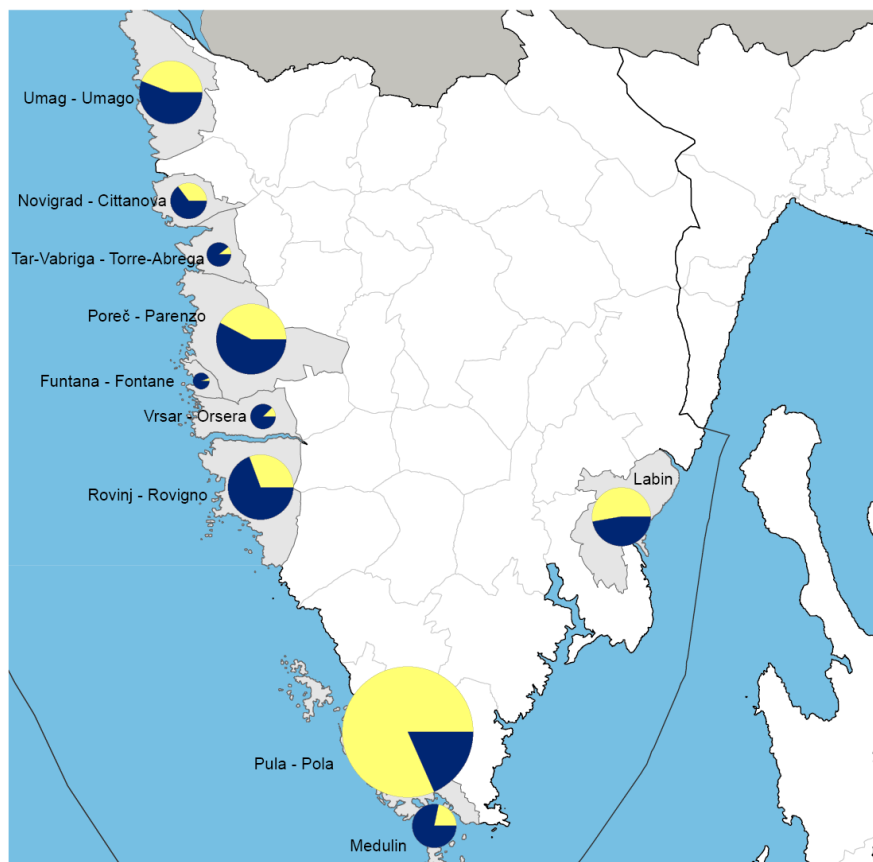 Umag - Umago
Novigrad - Cittanova
Tar-Vabriga - Torre-Abrega
Poreč - Parenzo
Funtana - Fontane
Vrsar - Orsera
Rovinj - Rovigno
Labin
Pula - Pola
Medulin